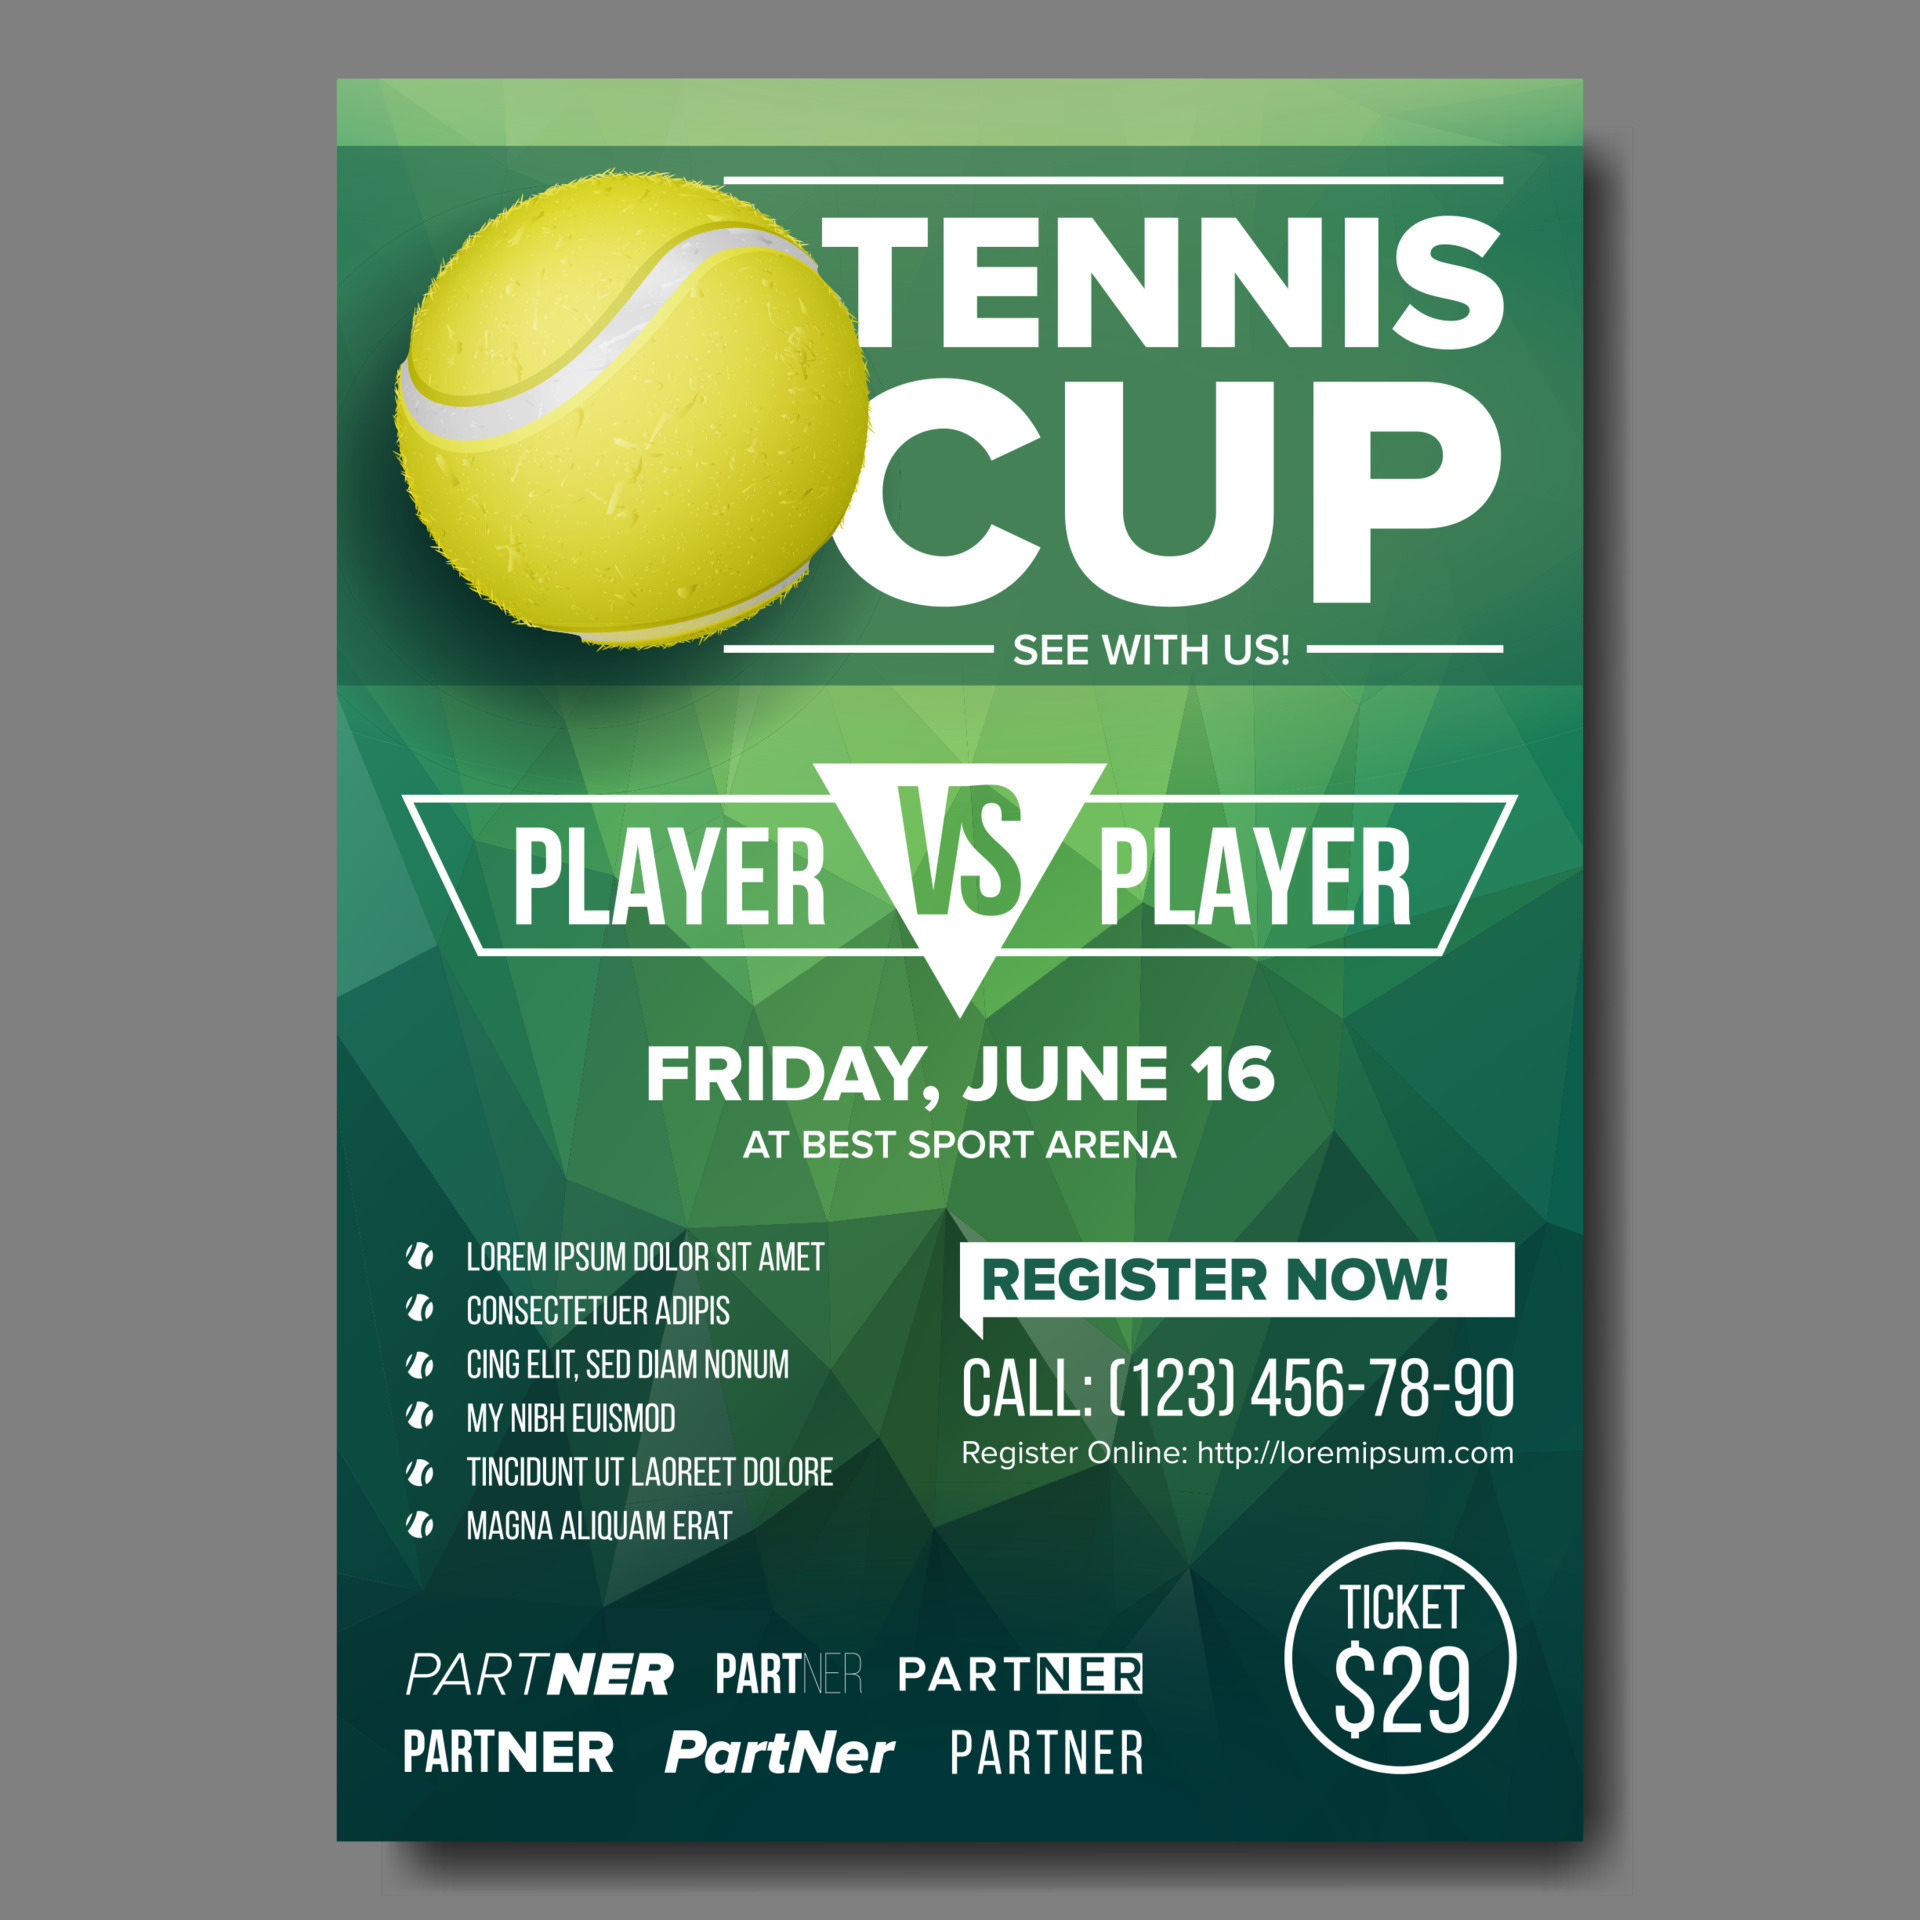 TENNIS
CUP
SEE WITH US!
PLAYER VS PLAYER
FRIDAY, JUNE 16
AT BEST SPORT ARENA
LOREM IPSUM DOLOR SIT AMET
CONSECTETUER ADIPIS
CING ELIT, SED DIAM NONUM
MY NIBH EUISMOD
TINCIDUNT UT LAOREET DOLORE
MAGNA ALIQUAM ERAT
REGISTER NOW!
CALL: (123) 456-78-90
Register Online: http://loremipsum.com
PARTNER PARTNER PARTNER
PARTNER PartNer PARTNER
TICKET
$29